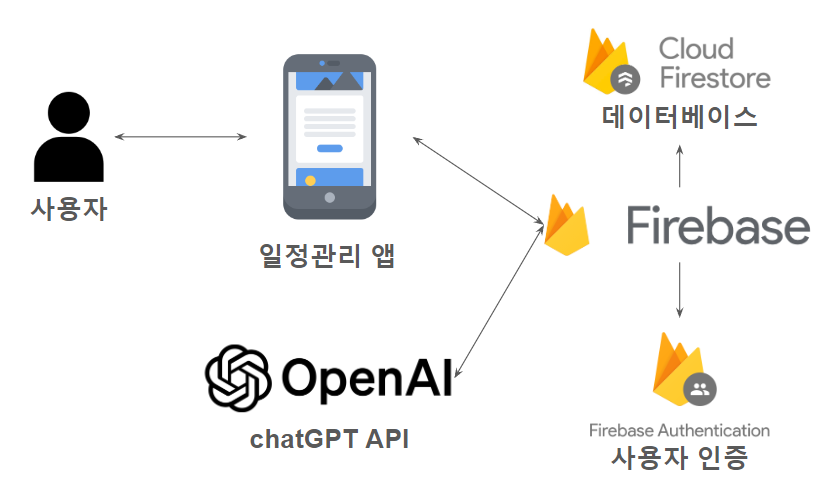 Cloud
Firestore
데이터베이스
사용자
일정관리 앱
Firebase
OpenAI
chatGPT API
Firebase Authentication
사용자 인증